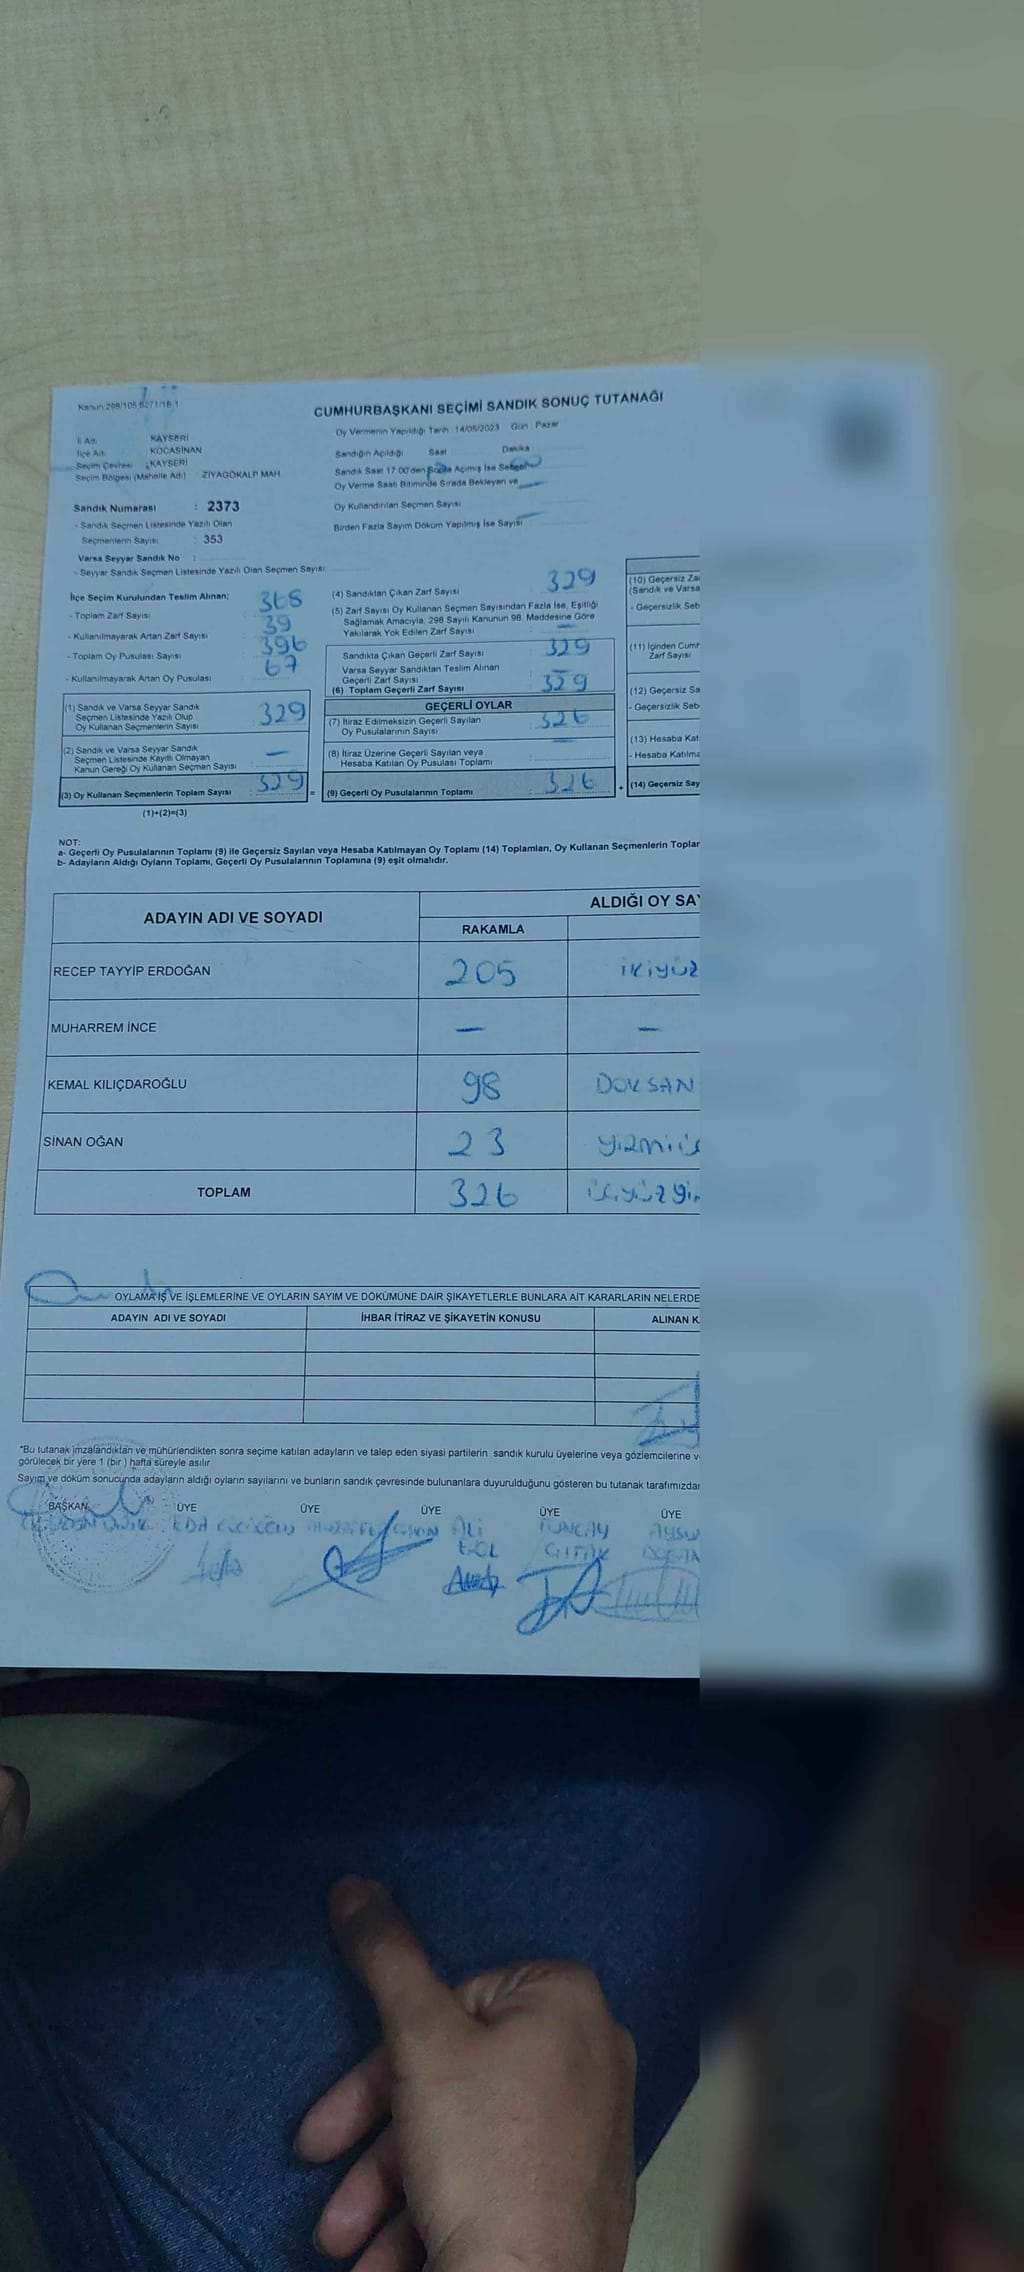 Kanun 298/105,6271/18-1
CUMHURBAŞKANI SEÇİMİ SANDIK SONUÇ TUTANAĞI
İl Adı KAYSERİ
İlçe Adı KOCASİNAN
Seçim Çevresi : KAYSERİ
Seçim Bölgesi (Mahalle Adı) ZİYAGÖKALP MAH
Oy Vermenin Yapıldığı Tarih : 14/05/2023 Gün : Pazar
Sandığın Açıldığı Saat Dakika
Sandık Saat 17:00'den Açımış İse Sebebi
Oy Verme Saati Bitiminde Sırada Bekleyen ve
Oy Kullandırılan Seçmen Sayısı
Birden Fazla Sayım Döküm Yapılmış İse Sayısı
Sandık Numarası : 2373
- Sandık Seçmen Listesinde Yazılı Olan
Seçmenlerin Sayısı : 353
Varsa Seyyar Sandık No :
- Seyyar Sandık Seçmen Listesinde Yazılı Olan Seçmen Sayısı
İlçe Seçim Kurulundan Teslim Alınan;
- Toplam Zarf Sayısı 368
- Kullanılmayarak Artan Zarf Sayısı 39
- Toplam Oy Pusulası Sayısı 396
- Kullanılmayarak Artan Oy Pusulası 67
(1) Sandık ve Varsa Seyyar Sandık
Seçmen Listesinde Yazılı Olup
Oy Kullanan Seçmenlerin Sayısı 329
(2) Sandık ve Varsa Seyyar Sandık
Seçmen Listesinde Kayıtlı Olmayan
Kanun Gereği Oy Kullanan Seçmen Sayısı —
(3) Oy Kullanan Seçmenlerin Toplam Sayısı 329
(1)+(2)=(3)
(4) Sandıktan Çıkan Zarf Sayısı 329
(5) Zarf Sayısı Oy Kullanan Seçmen Sayısından Fazla İse, Eşitliği
Sağlamak Amacıyla, 298 Sayılı Kanunun 98. Maddesine Göre
Yakılarak Yok Edilen Zarf Sayısı —
Sandıkta Çıkan Geçerli Zarf Sayısı 329
Varsa Seyyar Sandıktan Teslim Alınan
Geçerli Zarf Sayısı —
(6) Toplam Geçerli Zarf Sayısı 329
GEÇERLİ OYLAR
(7) İtiraz Edilmeksizin Geçerli Sayılan
Oy Pusulalarının Sayısı 326
(8) İtiraz Üzerine Geçerli Sayılan veya
Hesaba Katılan Oy Pusulası Toplamı —
= (9) Geçerli Oy Pusulalarının Toplamı 326 +
(10) Geçersiz Za
(Sandık ve Varsa
- Geçersizlik Seb
(11) İçinden Cumr
Zarf Sayısı
(12) Geçersiz Sa
- Geçersizlik Seb
(13) Hesaba Kat
- Hesaba Katılma
(14) Geçersiz Say
NOT:
a- Geçerli Oy Pusulalarının Toplamı (9) ile Geçersiz Sayılan veya Hesaba Katılmayan Oy Toplamı (14) Toplamları, Oy Kullanan Seçmenlerin Toplar
b- Adayların Aldığı Oyların Toplamı, Geçerli Oy Pusulalarının Toplamına (9) eşit olmalıdır.
ADAYIN ADI VE SOYADI ALDIĞI OY SAY
RAKAMLA
RECEP TAYYİP ERDOĞAN 205 ikiyüz
MUHARREM İNCE — —
KEMAL KILIÇDAROĞLU 98 DOKSAN
SİNAN OĞAN 23 yirmi
TOPLAM 326 üçyüzyir
OYLAMA İŞ VE İŞLEMLERİNE VE OYLARIN SAYIM VE DÖKÜMÜNE DAİR ŞİKAYETLERLE BUNLARA AİT KARARLARIN NELERDE
ADAYIN ADI VE SOYADI İHBAR İTİRAZ VE ŞİKAYETİN KONUSU ALINAN K
"Bu tutanak imzalandıktan ve mühürlendikten sonra seçime katılan adayların ve talep eden siyasi partilerin sandık kurulu üyelerine veya gözlemcilerine v
görülecek bir yere 1 (bir ) hafta süreyle asılır
Sayım ve döküm sonucunda adayların aldığı oyların sayılarını ve bunların sandık çevresinde bulunanlara duyurulduğunu gösteren bu tutanak tarafımızdan
BAŞKAN ÜYE ÜYE ÜYE ÜYE ÜYE
EDA ALİ TUNCAY AYSU